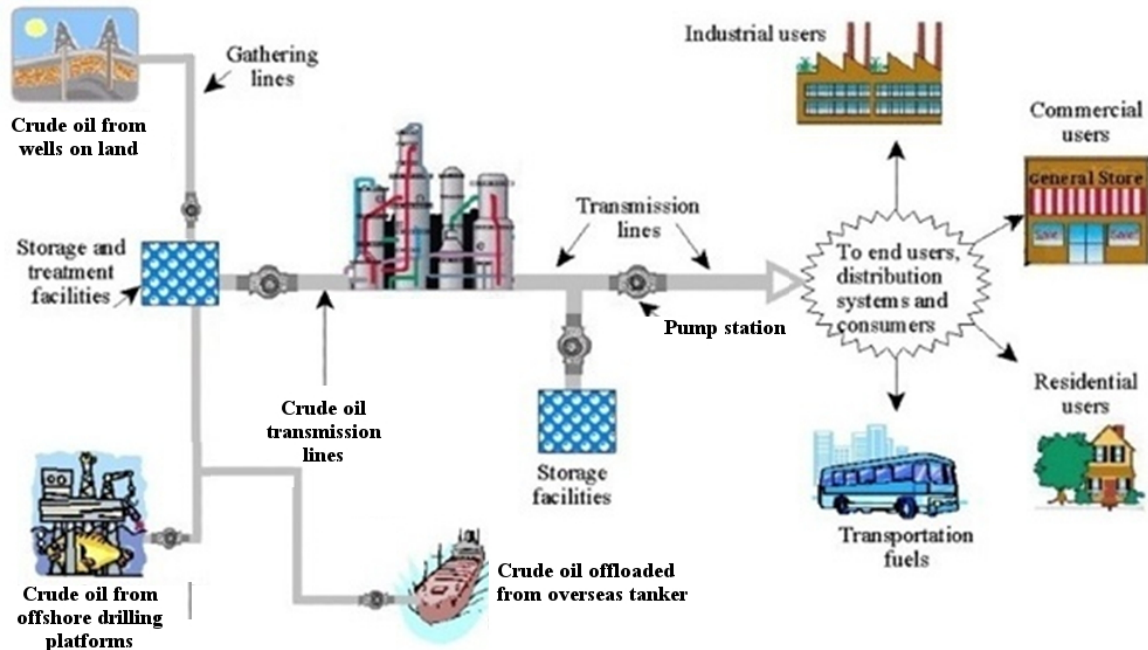 Gathering
lines
Crude oil from
wells on land
Industrial users
Commercial
users
General Store
Sale
Sale
Transmission
lines
Storage and
treatment
facilities
To end users,
distribution
systems and
consumers
Pump station
Crude oil
transmission
lines
Residential
users
Storage
facilities
Transportation
fuels
Crude oil from
offshore drilling
platforms
Crude oil offloaded
from overseas tanker